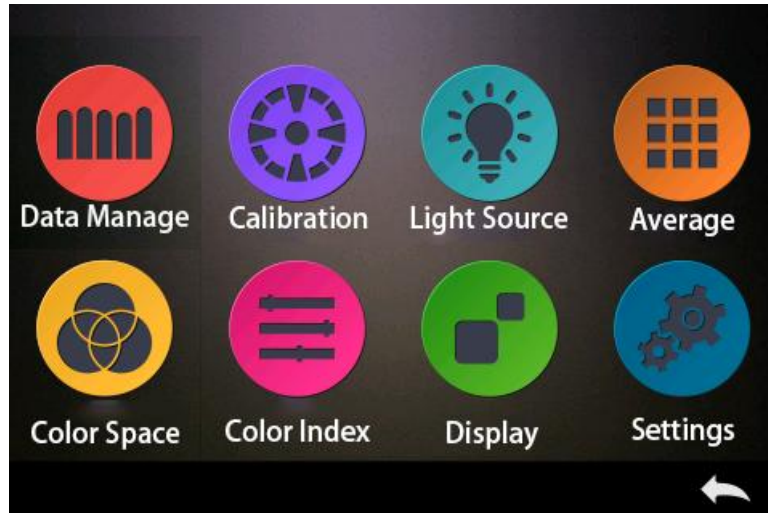 Data Manage
Calibration
Light Source
Average
Color Space
Color Index
Display
Settings